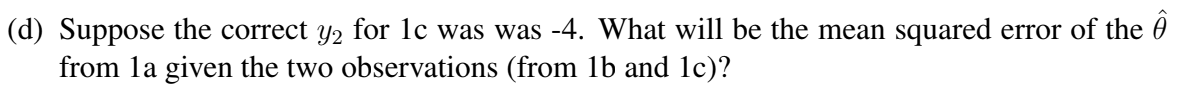 (d) Suppose the correct y₂ for 1c was was -4. What will be the mean squared error of the θ̂
from 1a given the two observations (from 1b and 1c)?